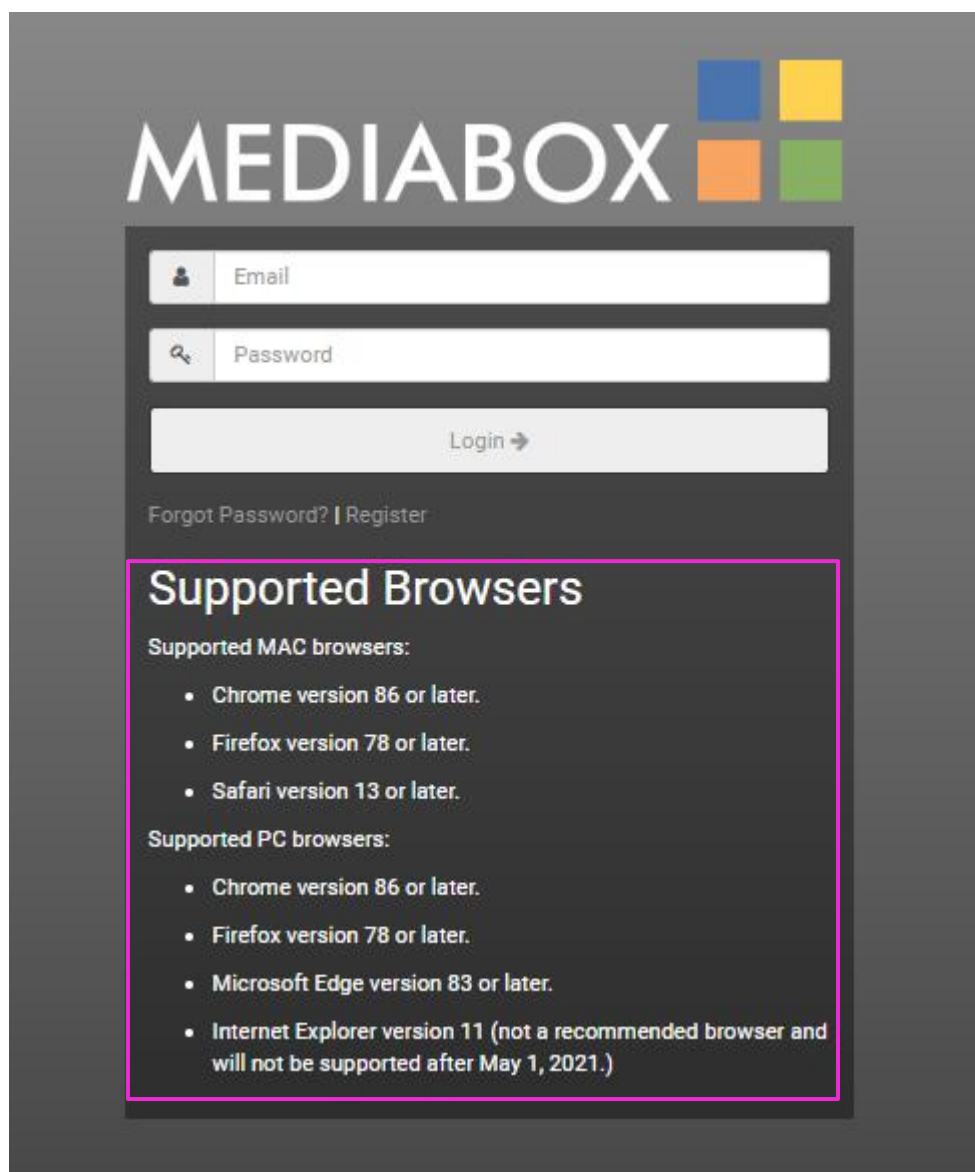 MEDIABOX
Email
Password
Login
Forgot Password? | Register
Supported Browsers
Supported MAC browsers:
• Chrome version 86 or later.
• Firefox version 78 or later.
• Safari version 13 or later.
Supported PC browsers:
• Chrome version 86 or later.
• Firefox version 78 or later.
• Microsoft Edge version 83 or later.
• Internet Explorer version 11 (not a recommended browser and
will not be supported after May 1, 2021.)